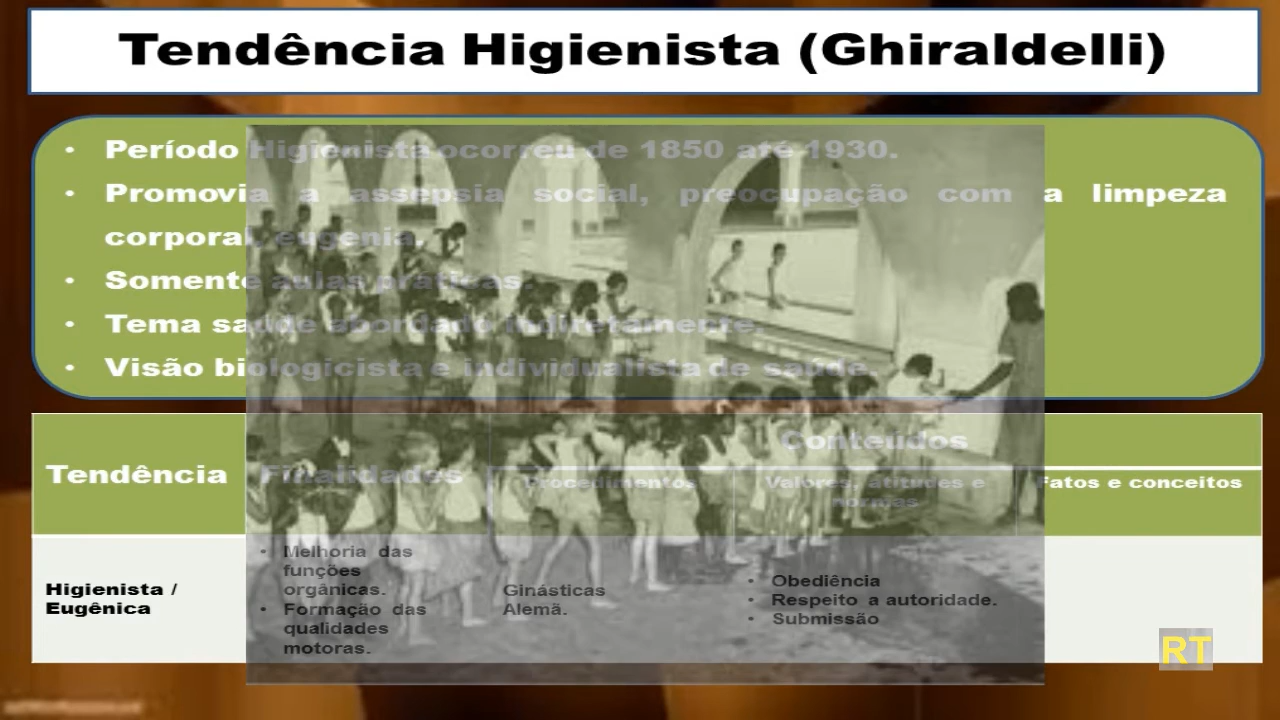 Tendência Higienista (Ghiraldelli)
• Período Higienista ocorreu de 1850 até 1930.
• Promovia a assepsia social, preocupação com a limpeza
corporal, eugenia.
• Somente aulas práticas.
• Tema saúde abordado indiretamente.
• Visão biologicista e individualista de saúde.
Tendência
Finalidades
Conteúdos
Procedimentos
Valores, atitudes e
normas
Fatos e conceitos
Higienista /
Eugênica
• Melhoria das
funções
orgânicas.
• Formação das
qualidades
motoras.
Ginásticas
Alemã.
• Obediência
• Respeito a autoridade.
• Submissão
RT